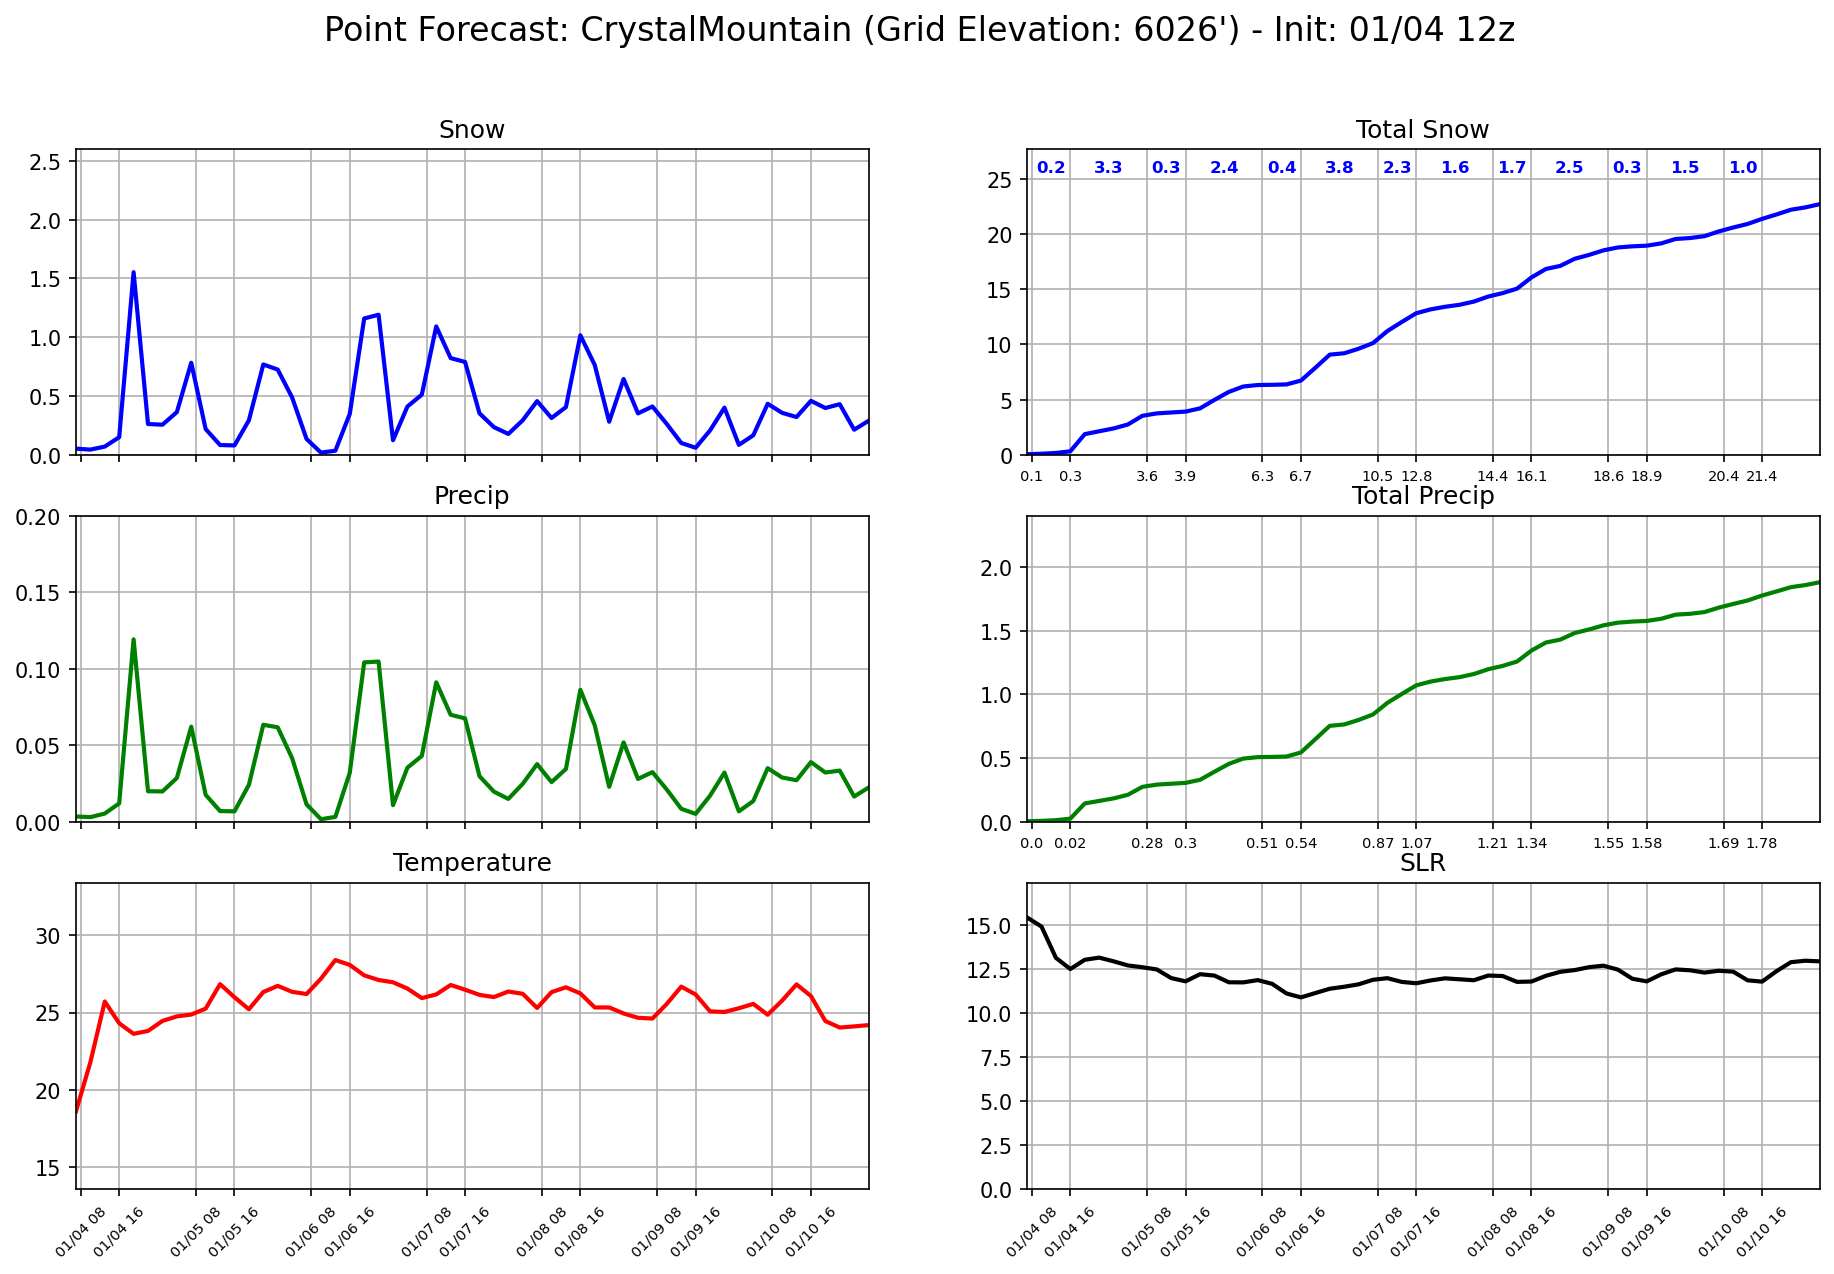 Point Forecast: CrystalMountain (Grid Elevation: 6026') - Init: 01/04 12z
Snow
2.5
2.0
1.5
1.0
0.5
0.0
Total Snow
0.2 3.3 0.3 2.4 0.4 3.8 2.3 1.6 1.7 2.5 0.3 1.5 1.0
25
20
15
10
5
0
0.1 0.3 3.6 3.9 6.3 6.7 10.5 12.8 14.4 16.1 18.6 18.9 20.4 21.4
Precip
0.20
0.15
0.10
0.05
0.00
Total Precip
2.0
1.5
1.0
0.5
0.0
0.0 0.02 0.28 0.3 0.51 0.54 0.87 1.07 1.21 1.34 1.55 1.58 1.69 1.78
Temperature
30
25
20
15
01/04 08 01/04 16 01/05 08 01/05 16 01/06 08 01/06 16 01/07 08 01/07 16 01/08 08 01/08 16 01/09 08 01/09 16 01/10 08 01/10 16
SLR
15.0
12.5
10.0
7.5
5.0
2.5
0.0
01/04 08 01/04 16 01/05 08 01/05 16 01/06 08 01/06 16 01/07 08 01/07 16 01/08 08 01/08 16 01/09 08 01/09 16 01/10 08 01/10 16